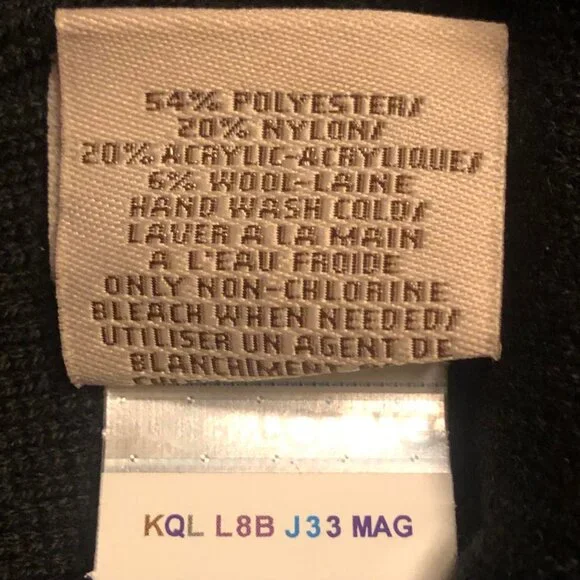 54% POLYESTER/
20% NYLON/
20% ACRYLIC-ACRYLIQUE/
6% WOOL-LAINE
HAND WASH COLD/
LAVER A LA MAIN
A L'EAU FROIDE
ONLY NON-CHLORINE
BLEACH WHEN NEEDED/
UTILISER UN AGENT DE
BLANCHIMENT
KQL L8B J33 MAG